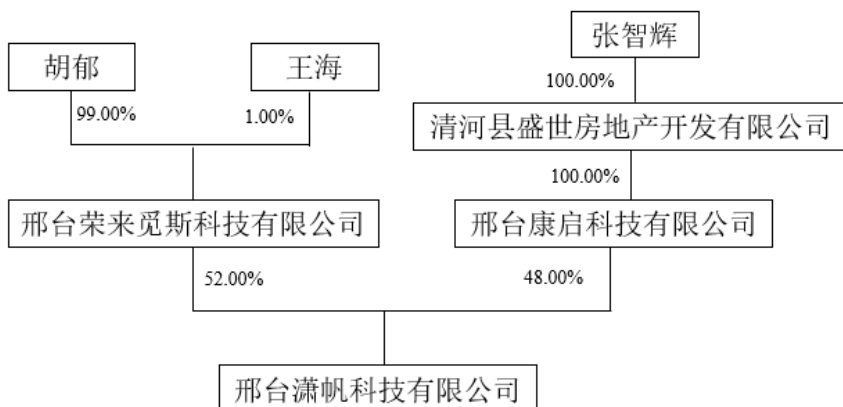 张智辉
胡郁
王海
100.00%
99.00%
1.00%
清河县盛世房地产开发有限公司
100.00%
邢台荣来觅斯科技有限公司
邢台康启科技有限公司
52.00%
48.00%
邢台潇帆科技有限公司